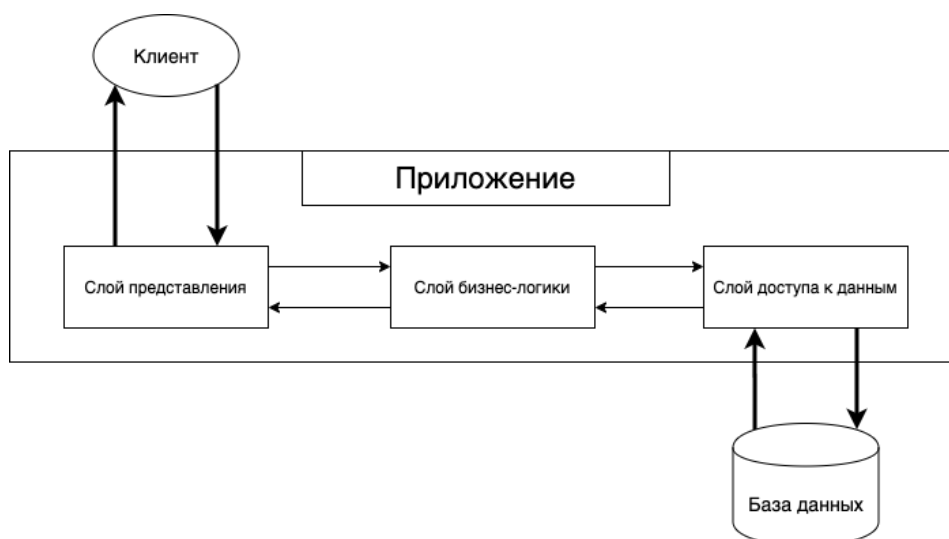 Клиент
Приложение
Слой представления
Слой бизнес-логики
Слой доступа к данным
База данных